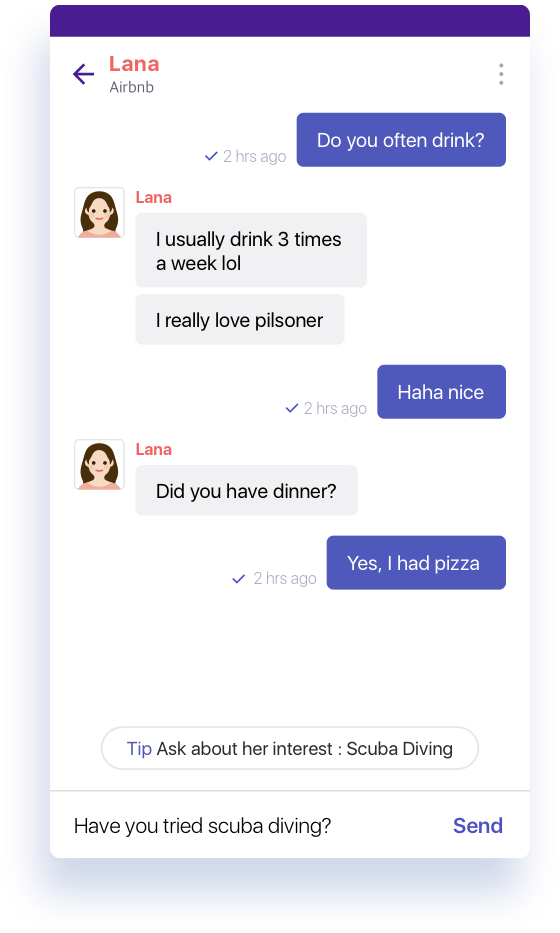 Lana
Airbnb
Do you often drink?
2 hrs ago
Lana
I usually drink 3 times
a week lol
I really love pilsoner
Haha nice
2 hrs ago
Lana
Did you have dinner?
Yes, I had pizza
2 hrs ago
Tip Ask about her interest : Scuba Diving
Have you tried scuba diving? Send